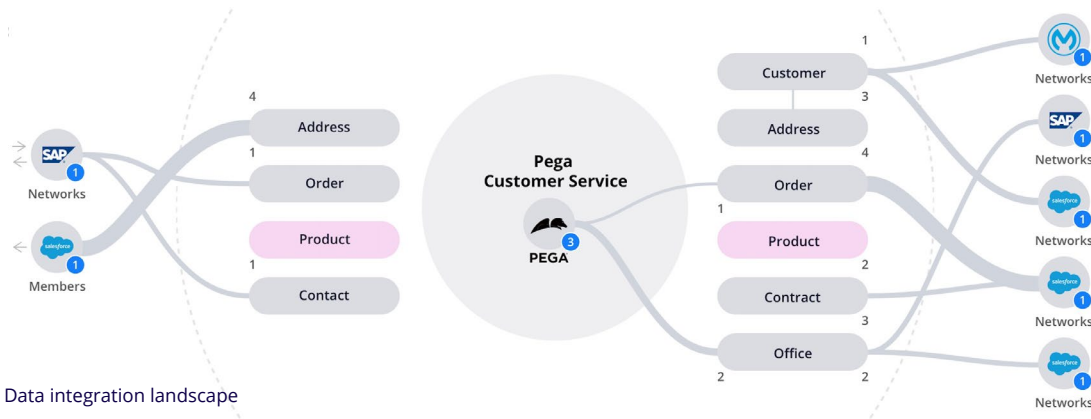 4
Address
1
Order
Product
1
Contact
SAP
1
Networks
salesforce
1
Members
Pega
Customer Service
3
PEGA
1
Customer
3
Address
4
Order
1
Product
2
Contract
3
Office
2
2
1
Networks
SAP
1
Networks
salesforce
1
Networks
salesforce
1
Networks
salesforce
1
Networks
Data integration landscape